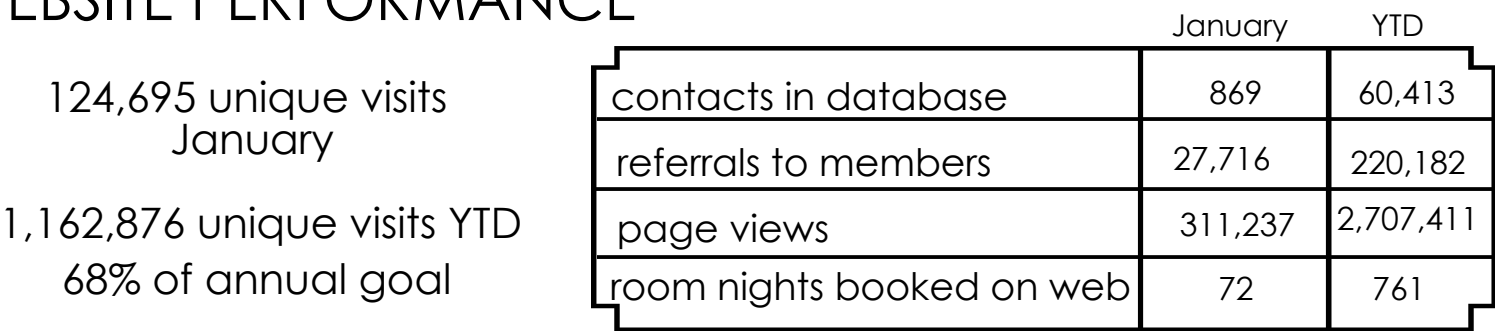 EBSITE PERFORMANCE
124,695 unique visits
January
1,162,876 unique visits YTD
68% of annual goal
January YTD
contacts in database 869 60,413
referrals to members 27,716 220,182
page views 311,237 2,707,411
room nights booked on web 72 761